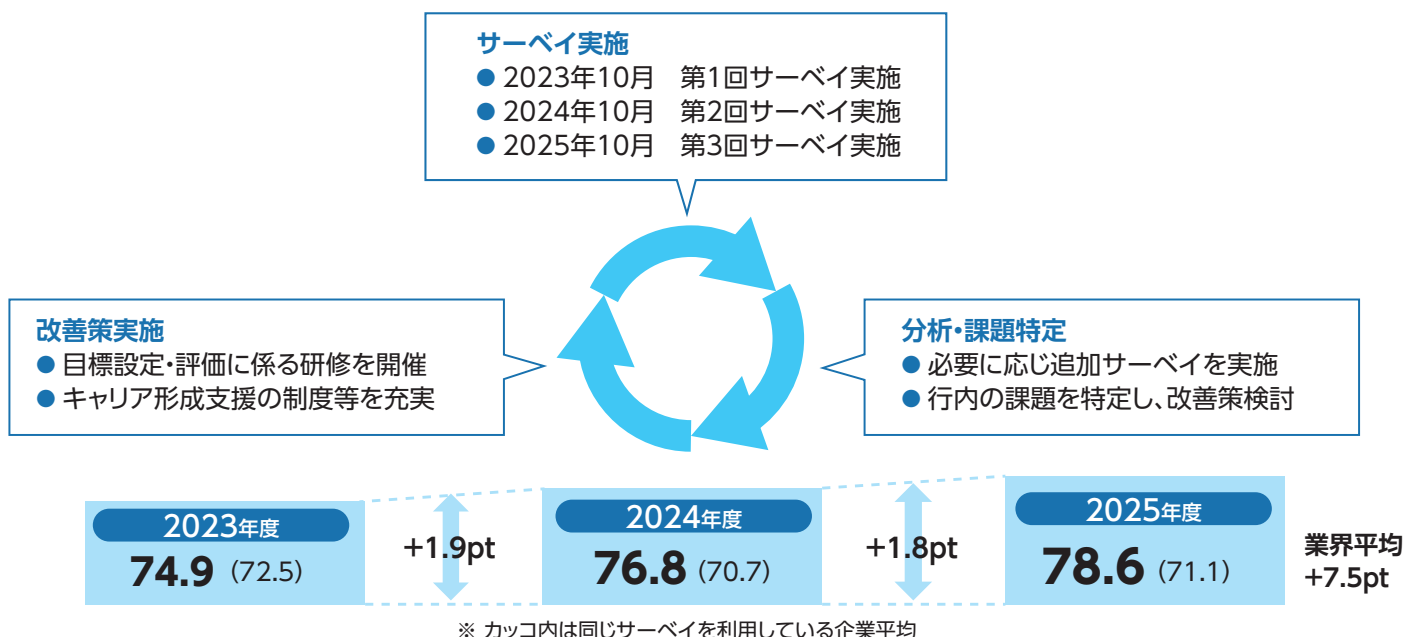 サーベイ実施
● 2023年10月　第1回サーベイ実施
● 2024年10月　第2回サーベイ実施
● 2025年10月　第3回サーベイ実施
改善策実施
● 目標設定・評価に係る研修を開催
● キャリア形成支援の制度等を充実
分析・課題特定
● 必要に応じ追加サーベイを実施
● 行内の課題を特定し、改善策検討
2023年度
74.9 (72.5)
+1.9pt
2024年度
76.8 (70.7)
+1.8pt
2025年度
78.6 (71.1)
業界平均
+7.5pt
※ カッコ内は同じサーベイを利用している企業平均